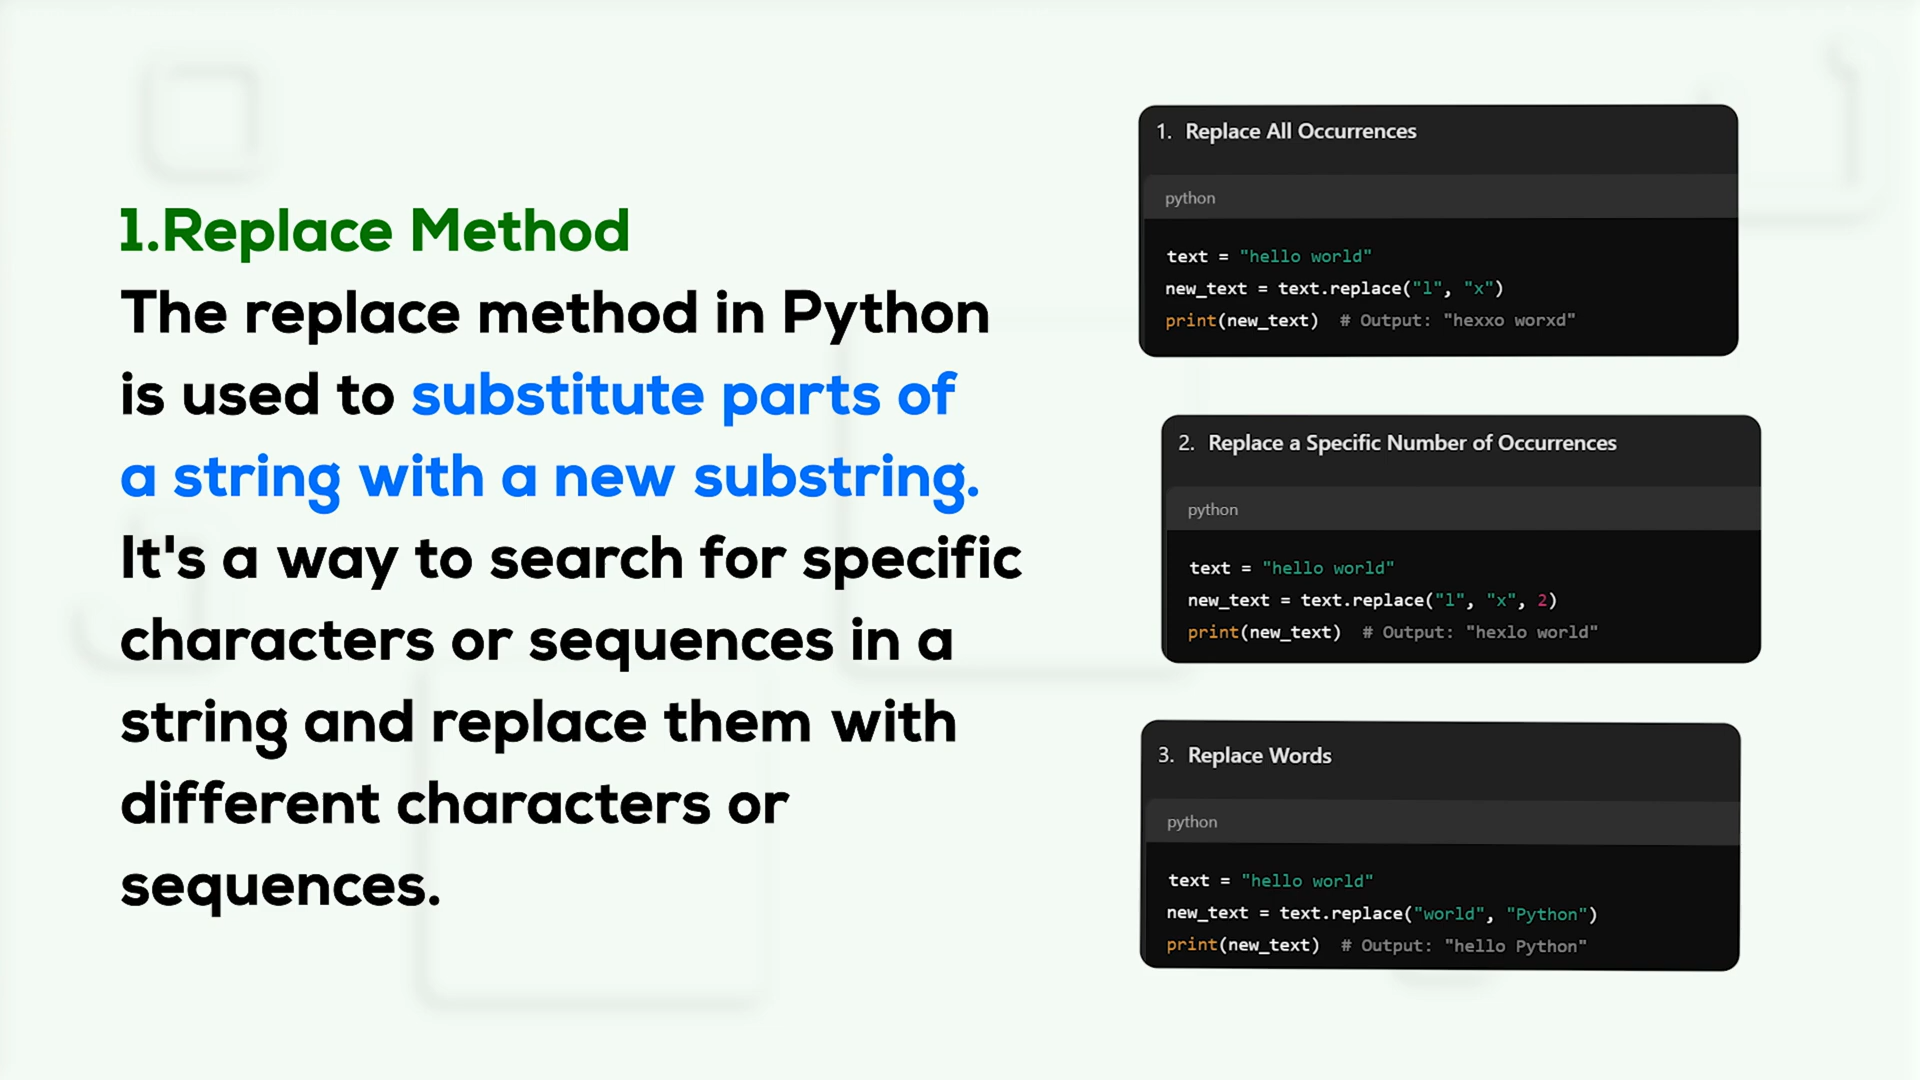 1.Replace Method
The replace method in Python
is used to substitute parts of
a string with a new substring.
It's a way to search for specific
characters or sequences in a
string and replace them with
different characters or
sequences.
1. Replace All Occurrences
python
text = "hello world"
new_text = text.replace("l", "x")
print(new_text)  # Output: "hexxo worxd"
2. Replace a Specific Number of Occurrences
python
text = "hello world"
new_text = text.replace("l", "x", 2)
print(new_text)  # Output: "hexlo world"
3. Replace Words
python
text = "hello world"
new_text = text.replace("world", "Python")
print(new_text)  # Output: "hello Python"